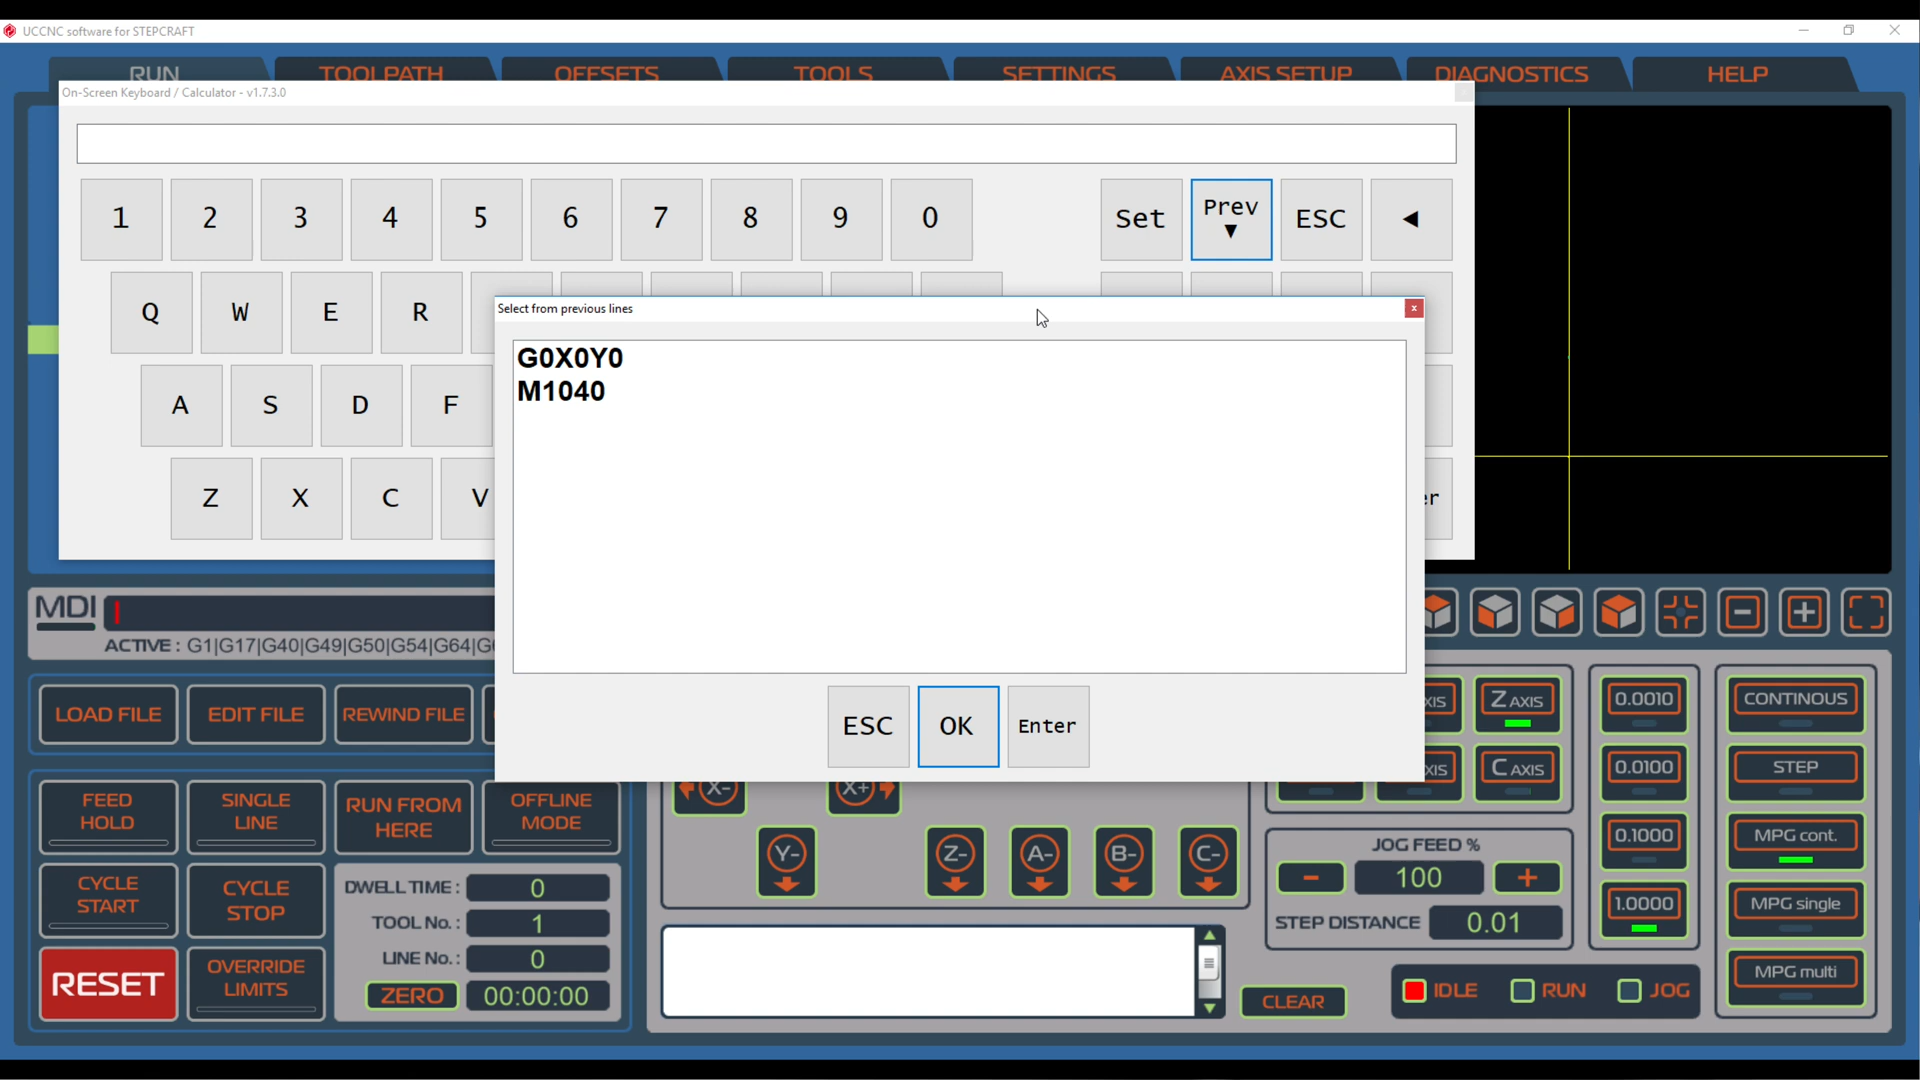 UCCNC software for STEPCRAFT
RUN TOOLPATH OFFSETS TOOLS SETTINGS AXIS SETUP DIAGNOSTICS HELP
On-Screen Keyboard / Calculator - v1.7.3.0
1 2 3 4 5 6 7 8 9 0 Set Prev ▼ ESC ◄
Q W E R
Select from previous lines
G0X0Y0
M1040
A S D F
Z X C V
ESC OK Enter
MDI
ACTIVE : G1|G17|G40|G49|G50|G54|G64|
LOAD FILE EDIT FILE REWIND FILE
FEED HOLD
SINGLE LINE
RUN FROM HERE
OFFLINE MODE
CYCLE START
CYCLE STOP
RESET
OVERRIDE LIMITS
DWELL TIME : 0
TOOL No. : 1
LINE No. : 0
ZERO 00:00:00
X- X+
Y- Z- A- B- C-
CLEAR
Z AXIS
C AXIS
JOG FEED %
- 100 +
STEP DISTANCE 0.01
IDLE RUN JOG
0.0010
0.0100
0.1000
1.0000
CONTINOUS
STEP
MPG cont.
MPG single
MPG multi